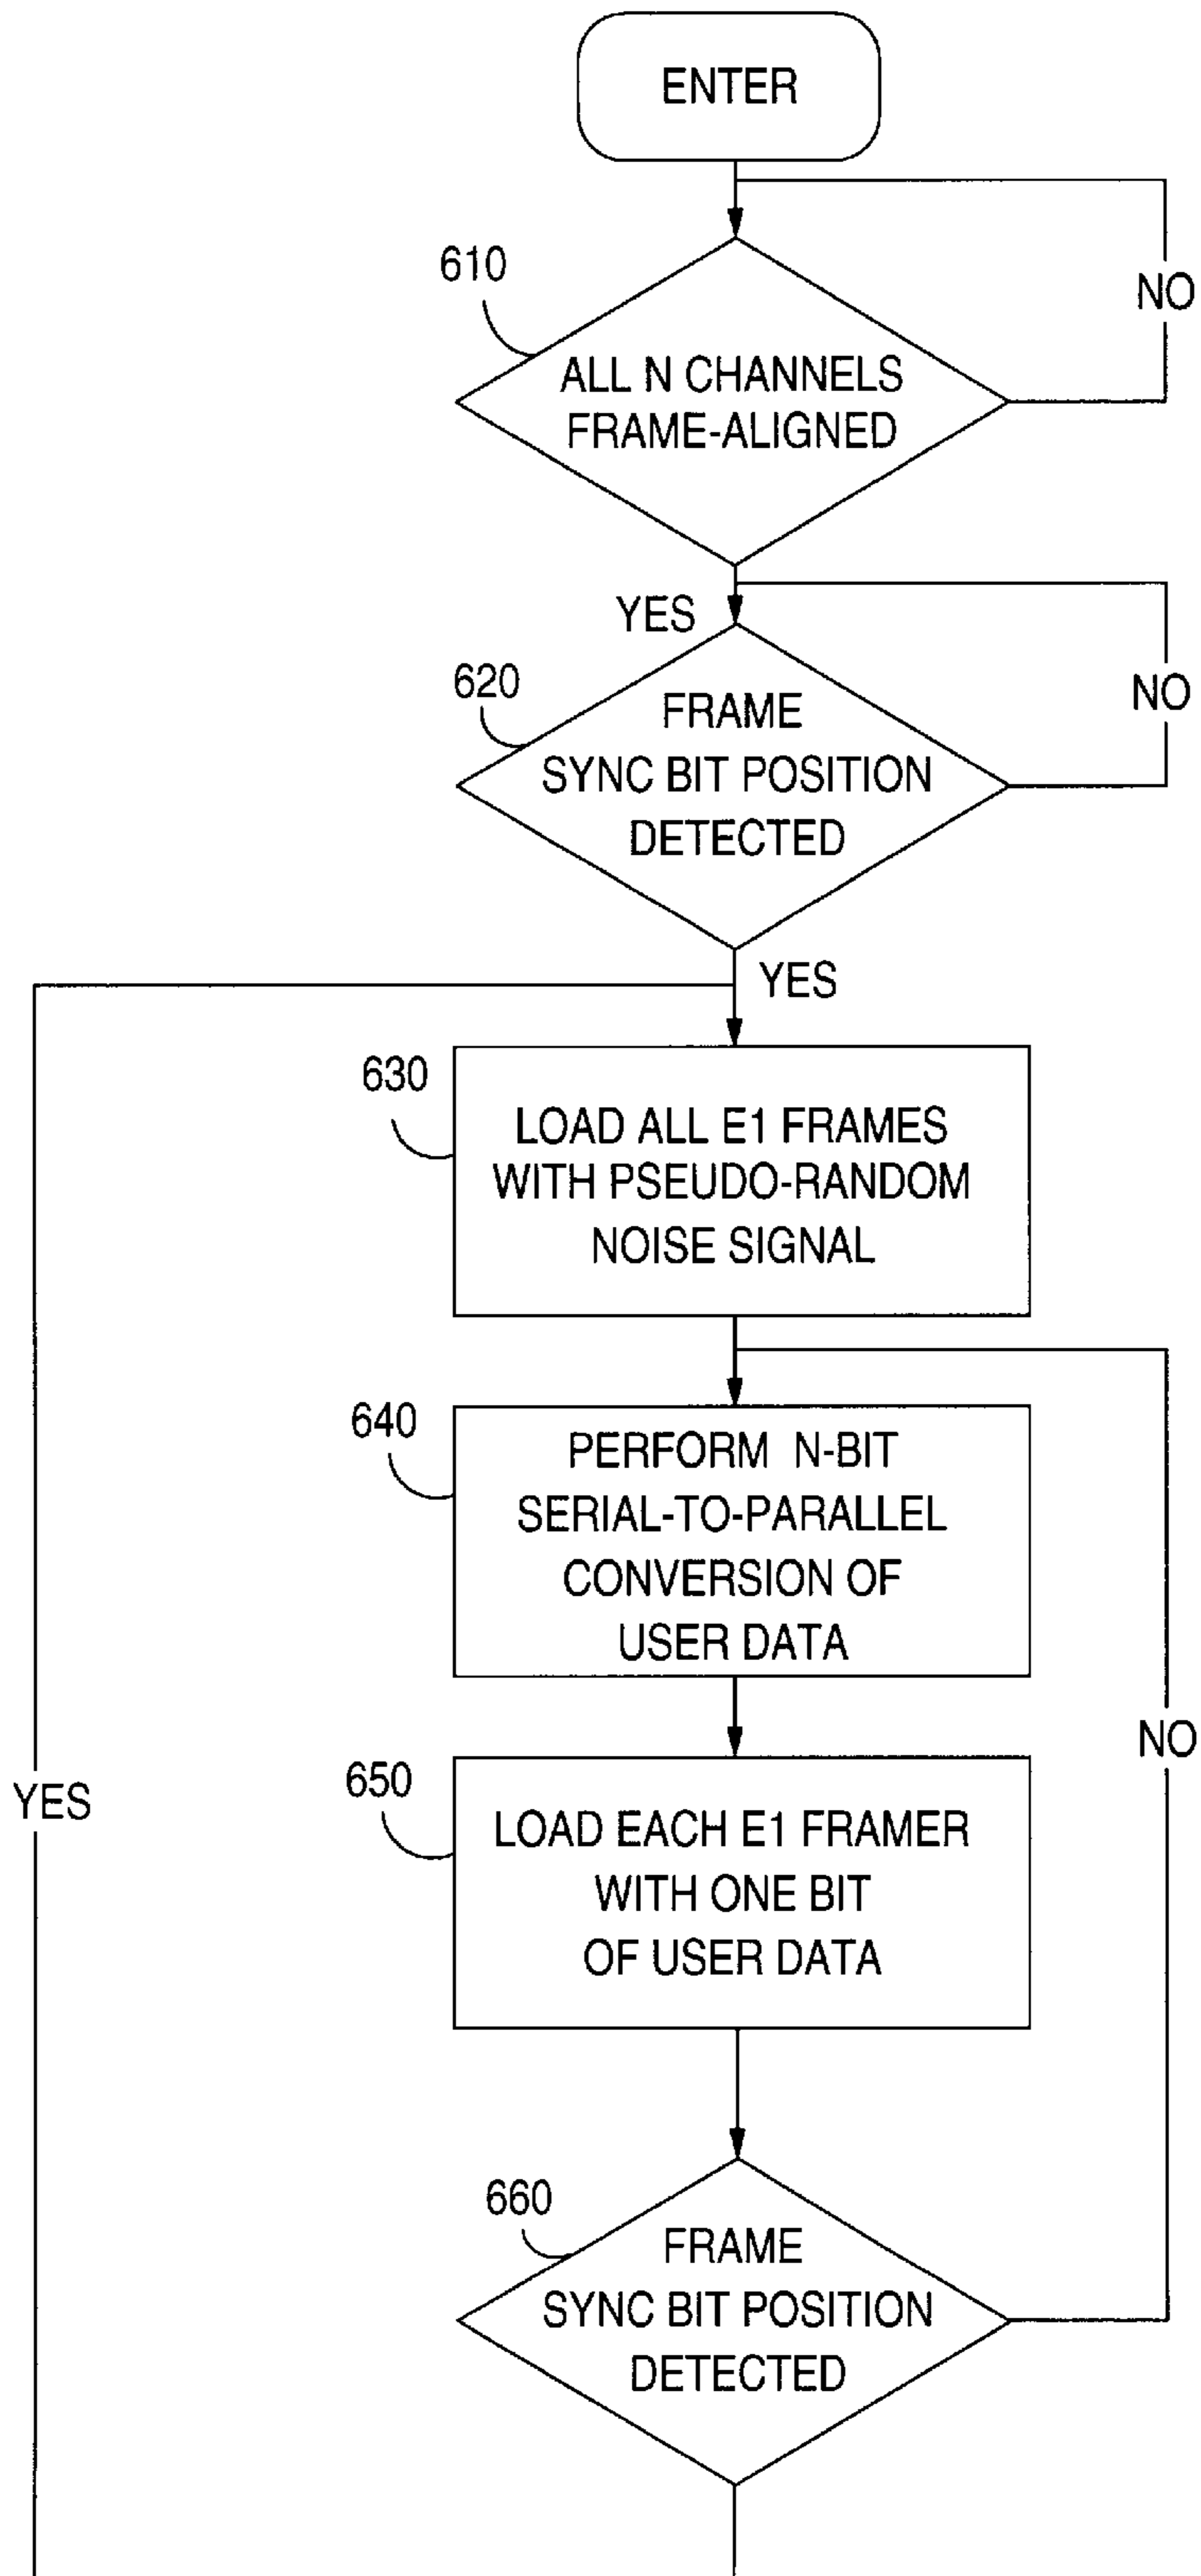 ENTER
610
NO
ALL N CHANNELS
FRAME-ALIGNED
YES
620
NO
FRAME
SYNC BIT POSITION
DETECTED
YES
630
LOAD ALL E1 FRAMES
WITH PSEUDO-RANDOM
NOISE SIGNAL
640
PERFORM N-BIT
SERIAL-TO-PARALLEL
CONVERSION OF
USER DATA
NO
YES
650
LOAD EACH E1 FRAMER
WITH ONE BIT
OF USER DATA
660
FRAME
SYNC BIT POSITION
DETECTED